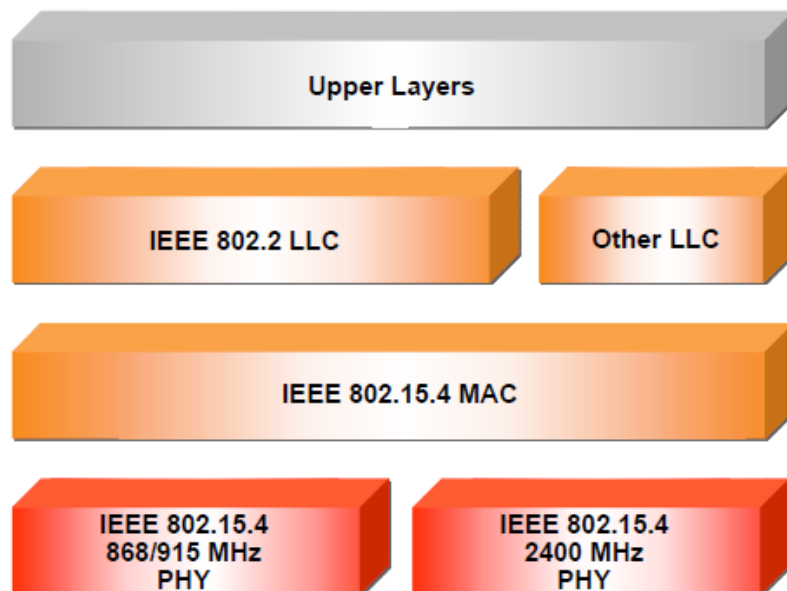 Upper Layers
IEEE 802.2 LLC
Other LLC
IEEE 802.15.4 MAC
IEEE 802.15.4
868/915 MHz
PHY
IEEE 802.15.4
2400 MHz
PHY